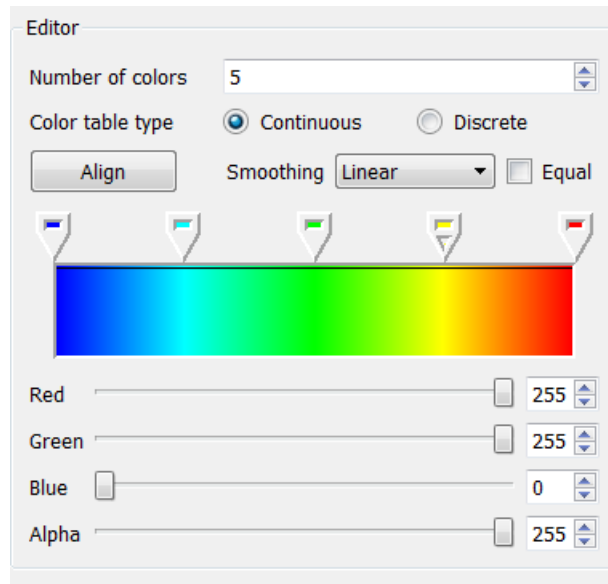 Editor
Number of colors 5
Color table type Continuous Discrete
Align Smoothing Linear Equal
Red 255
Green 255
Blue 0
Alpha 255